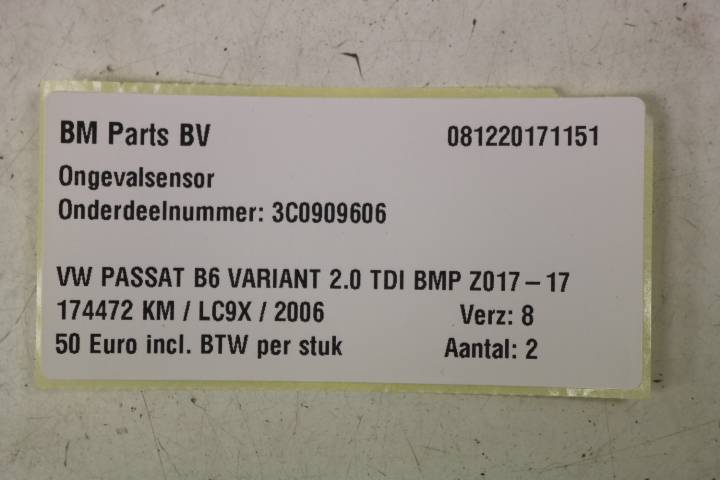 BM Parts BV 081220171151
Ongevalsensor
Onderdeelnummer: 3C0909606
VW PASSAT B6 VARIANT 2.0 TDI BMP Z017 – 17
174472 KM / LC9X / 2006 Verz: 8
50 Euro incl. BTW per stuk Aantal: 2